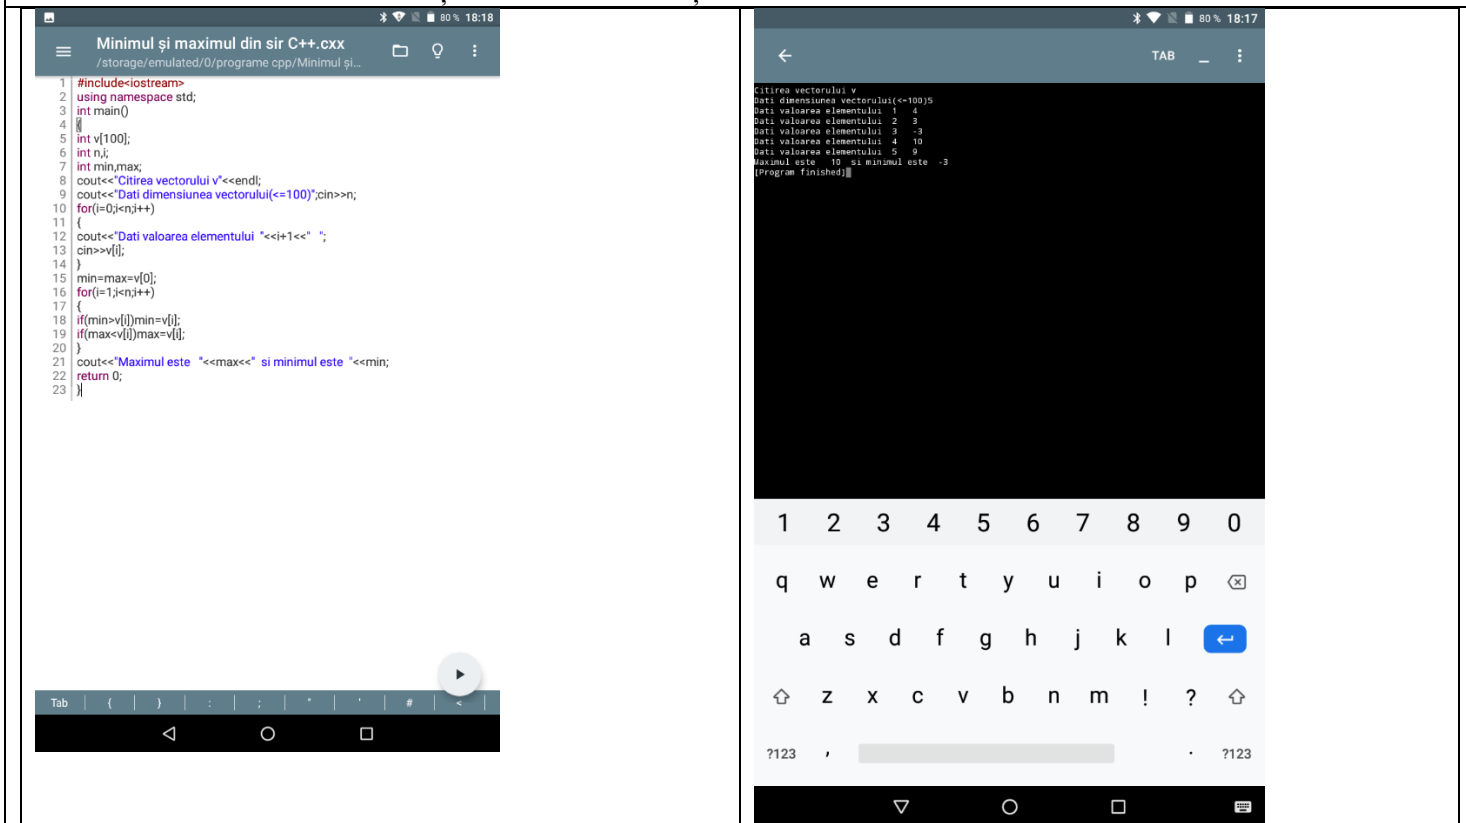 80 % 18:18
Minimul și maximul din sir C++.cxx
/storage/emulated/0/programe cpp/Minimul și...
1 #include<iostream>
2 using namespace std;
3 int main()
4 {
5 int v[100];
6 int n,i;
7 int min,max;
8 cout<<"Citirea vectorului v"<<endl;
9 cout<<"Dati dimensiunea vectorului(<=100)";cin>>n;
10 for(i=0;i<n;i++)
11 {
12 cout<<"Dati valoarea elementului  "<<i+1<<"   ";
13 cin>>v[i];
14 }
15 min=max=v[0];
16 for(i=1;i<n;i++)
17 {
18 if(min>v[i])min=v[i];
19 if(max<v[i])max=v[i];
20 }
21 cout<<"Maximul este   "<<max<<"  si minimul este  "<<min;
22 return 0;
23 }
Tab { } : ; " ' # <
80 % 18:17
TAB _
Citirea vectorului v
Dati dimensiunea vectorului(<=100)5
Dati valoarea elementului  1   4
Dati valoarea elementului  2   3
Dati valoarea elementului  3   -3
Dati valoarea elementului  4   10
Dati valoarea elementului  5   9
Maximul este   10  si minimul este  -3
[Program finished]
1 2 3 4 5 6 7 8 9 0
q w e r t y u i o p
a s d f g h j k l
z x c v b n m ! ?
?123 , . ?123